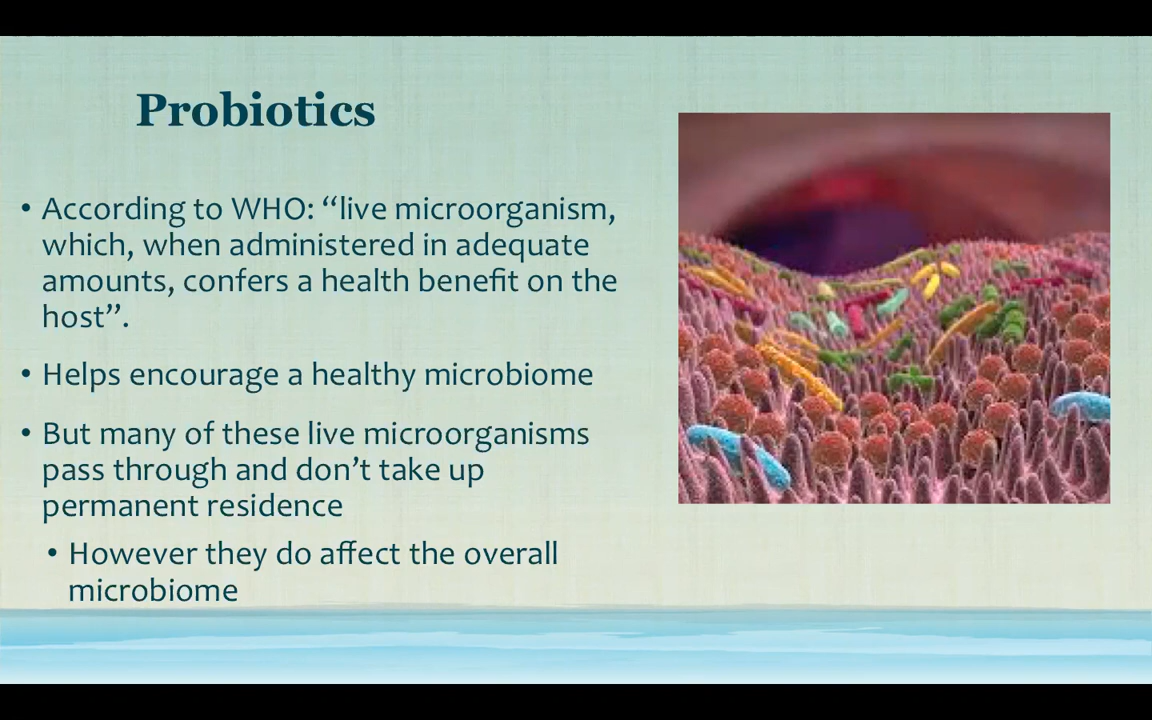 Probiotics
• According to WHO: “live microorganism,
which, when administered in adequate
amounts, confers a health benefit on the
host”.
• Helps encourage a healthy microbiome
• But many of these live microorganisms
pass through and don’t take up
permanent residence
• However they do affect the overall
microbiome